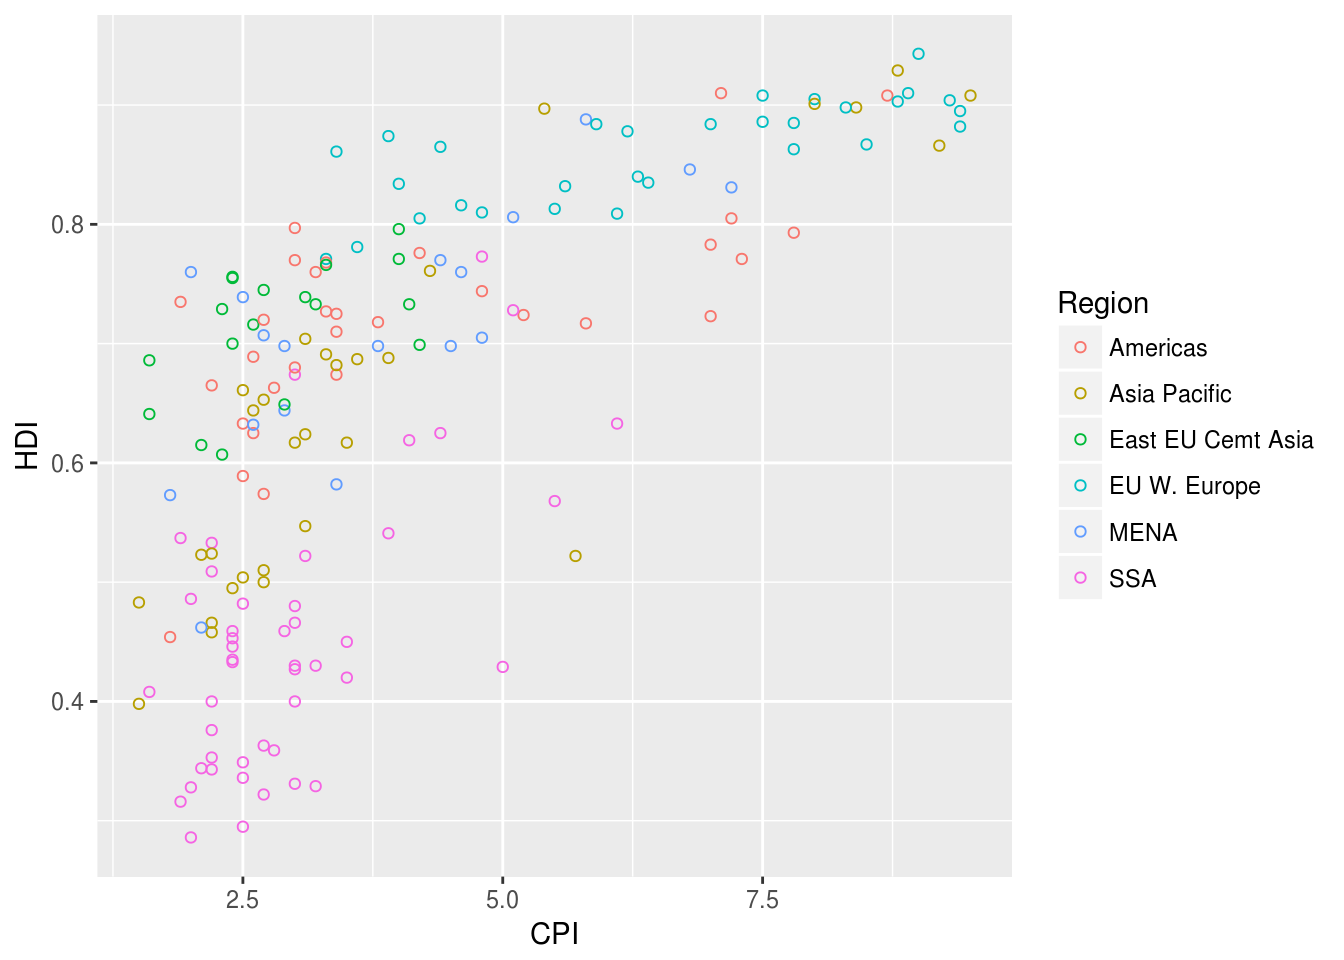 HDI
0.8
0.6
0.4
2.5 5.0 7.5
CPI
Region
Americas
Asia Pacific
East EU Cemt Asia
EU W. Europe
MENA
SSA